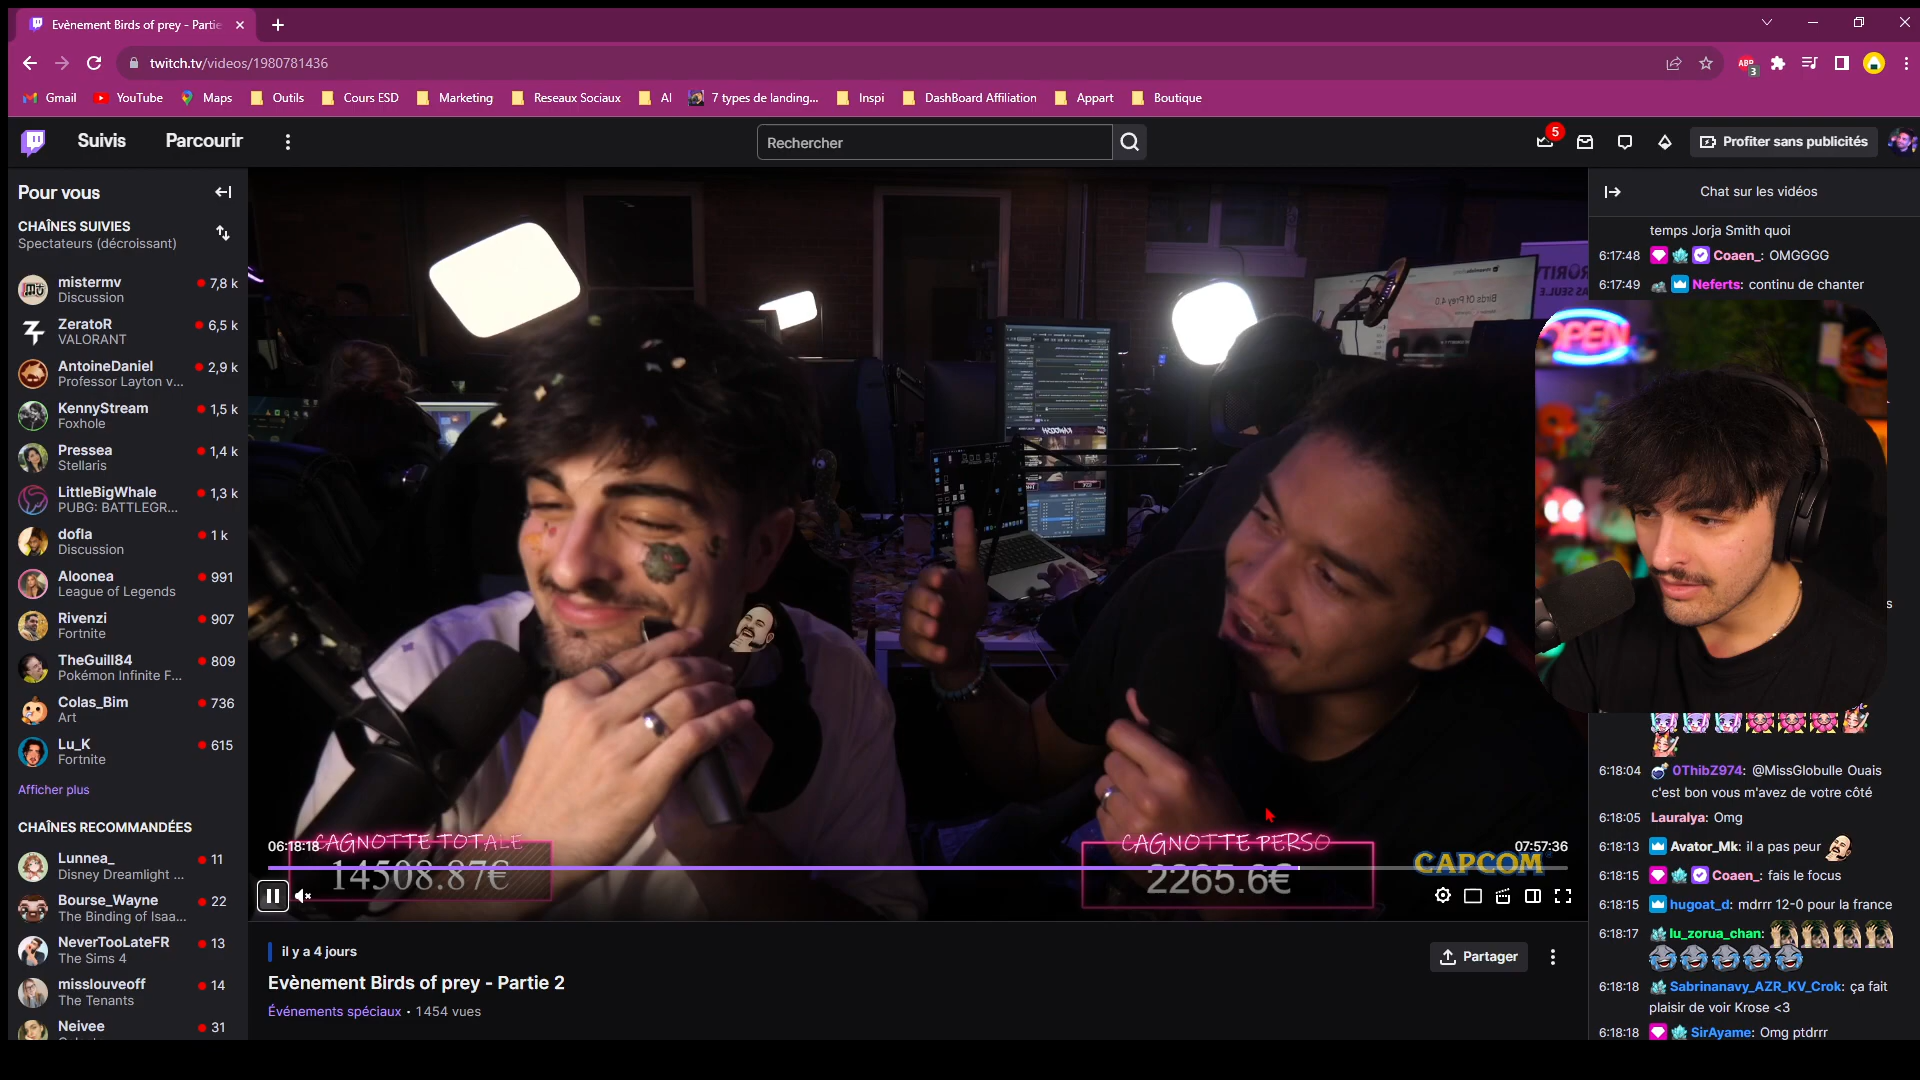 Evènement Birds of prey - Partie
twitch.tv/videos/1980781436
ABP
3
Gmail
YouTube
Maps
Outils
Cours ESD
Marketing
Reseaux Sociaux
AI
7 types de landing...
Inspi
DashBoard Affiliation
Appart
Boutique
Suivis
Parcourir
Rechercher
5
Profiter sans publicités
Pour vous
CHAÎNES SUIVIES
Spectateurs (décroissant)
mistermv
7,8 k
Discussion
ZeratoR
6,5 k
VALORANT
AntoineDaniel
2,9 k
Professor Layton v...
KennyStream
1,5 k
Foxhole
Pressea
1,4 k
Stellaris
LittleBigWhale
1,3 k
PUBG: BATTLEGR...
dofla
1 k
Discussion
Aloonea
991
League of Legends
Rivenzi
907
Fortnite
TheGuill84
809
Pokémon Infinite F...
Colas_Bim
736
Art
Lu_K
615
Fortnite
Afficher plus
CHAÎNES RECOMMANDÉES
Lunnea_
11
Disney Dreamlight ...
Bourse_Wayne
22
The Binding of Isaa...
NeverTooLateFR
13
The Sims 4
misslouveoff
14
The Tenants
Neivee
31
CAGNOTTE TOTALE
14508.87€
06:18:18
CAGNOTTE PERSO
2265.6€
07:57:36
CAPCOM
il y a 4 jours
Evènement Birds of prey - Partie 2
Événements spéciaux • 1 454 vues
Partager
Chat sur les vidéos
temps Jorja Smith quoi
6:17:48 Coaen_: OMGGGG
6:17:49 Neferts: continu de chanter
OPEN
6:18:04 0ThibZ974: @MissGlobulle Ouais
c'est bon vous m'avez de votre côté
6:18:05 Lauralya: Omg
6:18:13 Avator_Mk: il a pas peur
6:18:15 Coaen_: fais le focus
6:18:15 hugoat_d: mdrrr 12-0 pour la france
6:18:17 lu_zorua_chan:
6:18:18 Sabrinanavy_AZR_KV_Crok: ça fait
plaisir de voir Krose <3
6:18:18 SirAyame: Omg ptdrrr